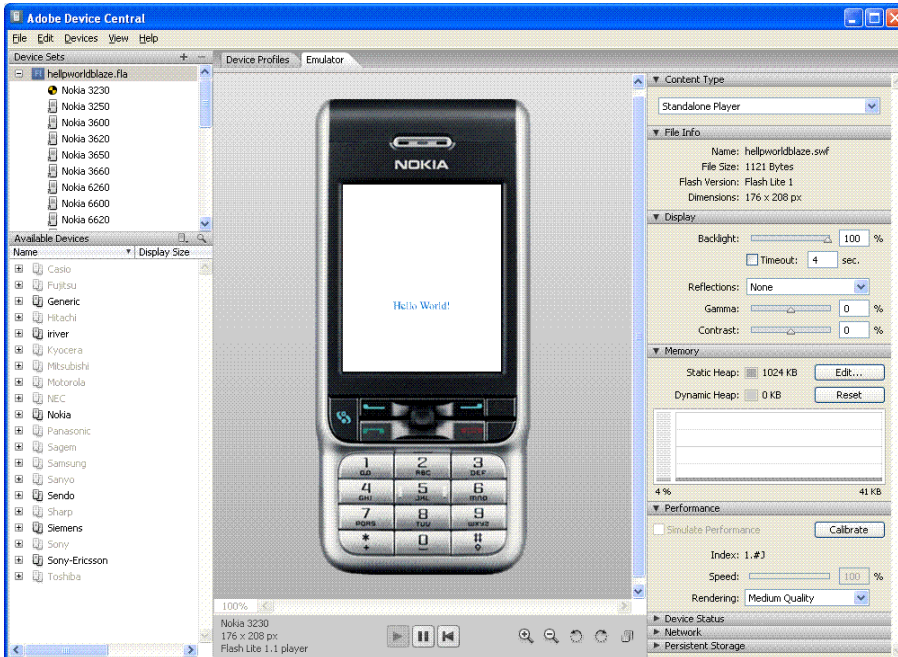 Adobe Device Central
File Edit Devices View Help
Device Sets
hellpworldblaze.fla
Nokia 3230
Nokia 3250
Nokia 3600
Nokia 3620
Nokia 3650
Nokia 3660
Nokia 6260
Nokia 6600
Nokia 6620
Available Devices
Name Display Size
Casio
Fujitsu
Generic
Hitachi
iriver
Kyocera
Mitsubishi
Motorola
NEC
Nokia
Panasonic
Sagem
Samsung
Sanyo
Sendo
Sharp
Siemens
Sony
Sony-Ericsson
Toshiba
Device Profiles Emulator
NOKIA
Hello World!
1 2 3
ABC DEF
4 5 6
GHI JKL MNO
7 8 9
PQRS TUV WXYZ
* 0 #
+
100%
Nokia 3230
176 x 208 px
Flash Lite 1.1 player
Content Type
Standalone Player
File Info
Name: hellpworldblaze.swf
File Size: 1121 Bytes
Flash Version: Flash Lite 1
Dimensions: 176 x 208 px
Display
Backlight: 100 %
Timeout: 4 sec.
Reflections: None
Gamma: 0 %
Contrast: 0 %
Memory
Static Heap: 1024 KB Edit...
Dynamic Heap: 0 KB Reset
4 % 41 KB
Performance
Simulate Performance Calibrate
Index: 1.#J
Speed: 100 %
Rendering: Medium Quality
Device Status
Network
Persistent Storage